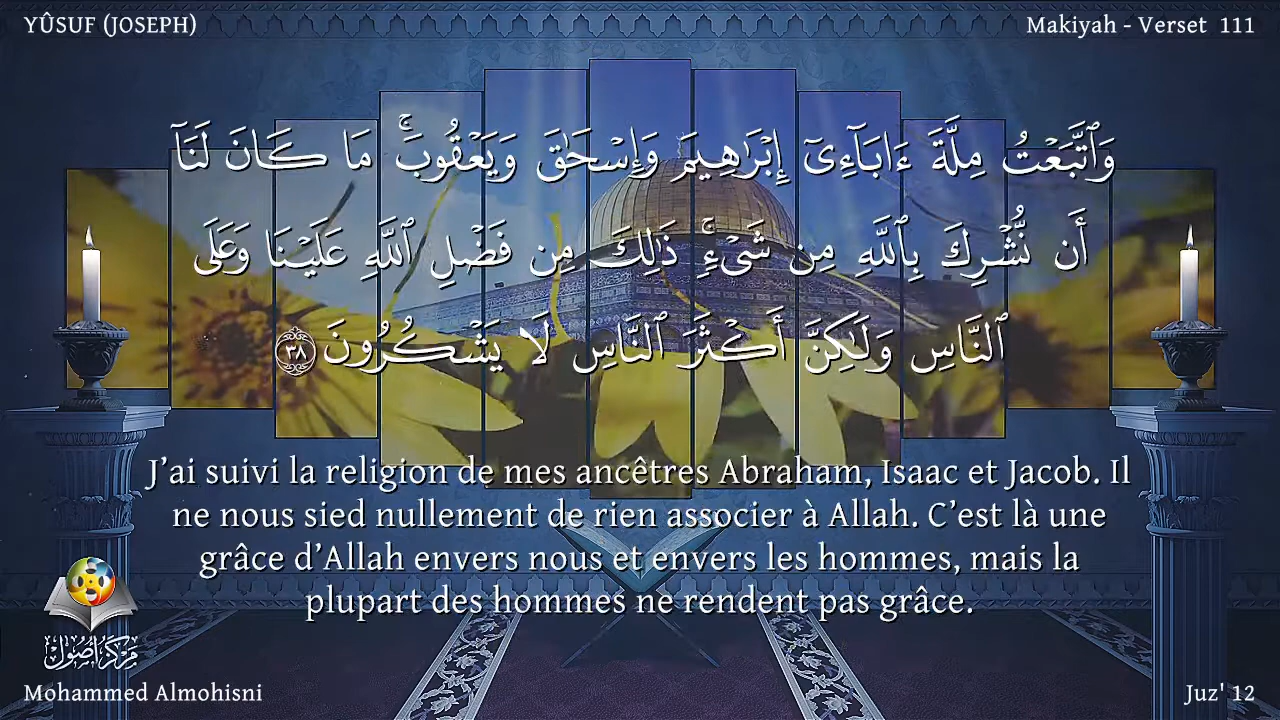 YÛSUF (JOSEPH)
Makiyah - Verset 111
وَٱتَّبَعْتُ مِلَّةَ ءَابَآءِىٓ إِبْرَٰهِيمَ وَإِسْحَٰقَ وَيَعْقُوبَ ۚ مَا كَانَ لَنَآ
أَن نُّشْرِكَ بِٱللَّهِ مِن شَىْءٍ ۚ ذَٰلِكَ مِن فَضْلِ ٱللَّهِ عَلَيْنَا وَعَلَى
ٱلنَّاسِ وَلَٰكِنَّ أَكْثَرَ ٱلنَّاسِ لَا يَشْكُرُونَ ٣٨
J’ai suivi la religion de mes ancêtres Abraham, Isaac et Jacob. Il
ne nous sied nullement de rien associer à Allah. C’est là une
grâce d’Allah envers nous et envers les hommes, mais la
plupart des hommes ne rendent pas grâce.
مركز أصول
Mohammed Almohisni
Juz' 12